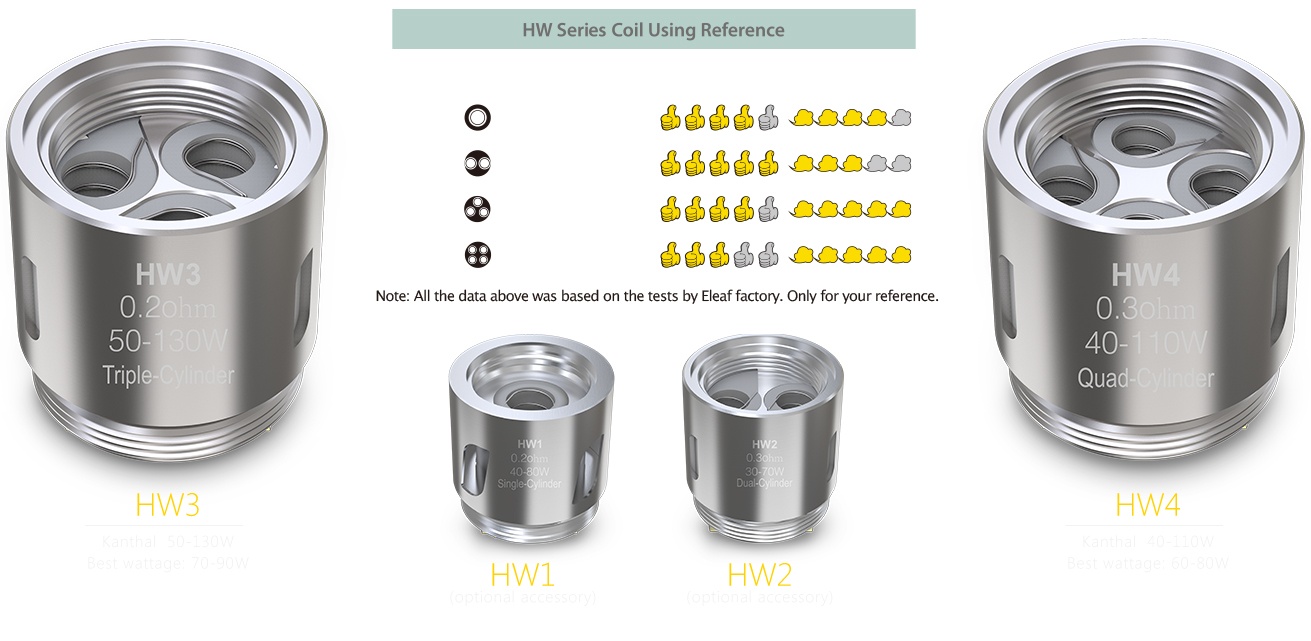 HW Series Coil Using Reference
Note: All the data above was based on the tests by Eleaf factory. Only for your reference.
HW3
0.2ohm
50-130W
Triple-Cylinder
HW3
Kanthal 50-130W
Best wattage: 70-90W
HW1
0.2ohm
40-80W
Single-Cylinder
HW1
(optional accessory)
HW2
0.3ohm
30-70W
Dual-Cylinder
HW2
(optional accessory)
HW4
0.3ohm
40-110W
Quad-Cylinder
HW4
Kanthal 40-110W
Best wattage: 60-80W